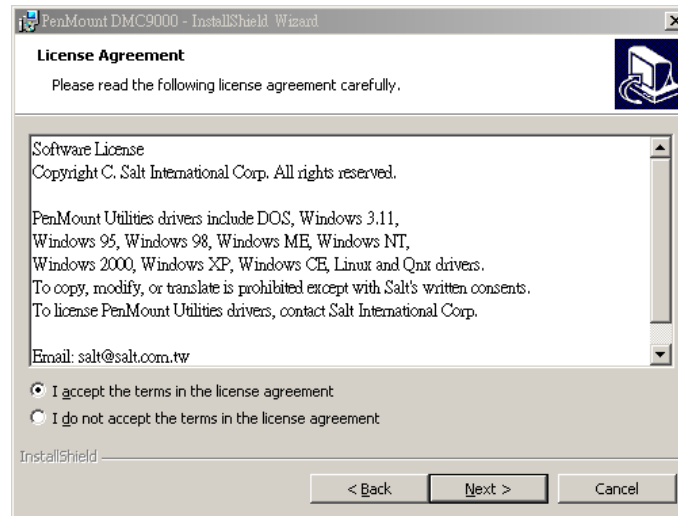 PenMount DMC9000 - InstallShield Wizard
License Agreement
Please read the following license agreement carefully.
Software License
Copyright C. Salt International Corp. All rights reserved.
PenMount Utilities drivers include DOS, Windows 3.11,
Windows 95, Windows 98, Windows ME, Windows NT,
Windows 2000, Windows XP, Windows CE, Linux and Qnx drivers.
To copy, modify, or translate is prohibited except with Salt's written consents.
To license PenMount Utilities drivers, contact Salt International Corp.
Email: salt@salt.com.tw
I accept the terms in the license agreement
I do not accept the terms in the license agreement
InstallShield
< Back Next > Cancel